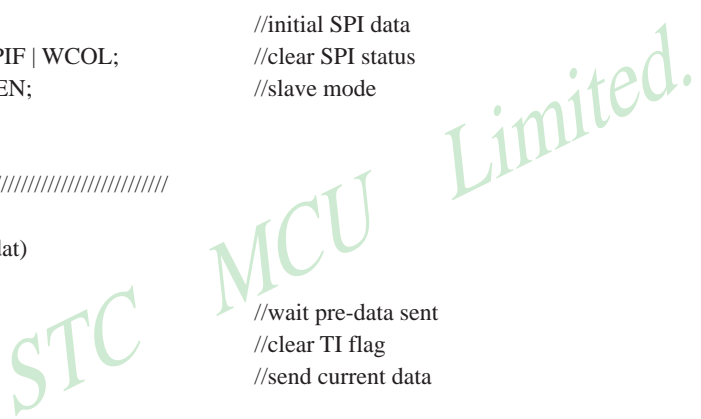 //initial SPI data
PIF | WCOL; //clear SPI status
EN; //slave mode
//////////////////////////
dat)
//wait pre-data sent
//clear TI flag
//send current data
STC MCU Limited.